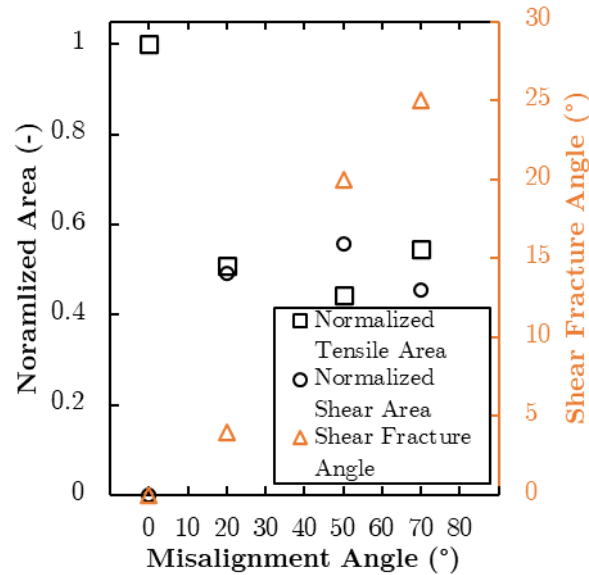 Noramlized Area (-)
1
0.8
0.6
0.4
0.2
0
Normalized
Tensile Area
Normalized
Shear Area
Shear Fracture
Angle
30
25
20
15
10
5
0
Shear Fracture Angle (°)
0 10 20 30 50 60 70 80
Misalignment Angle (°)